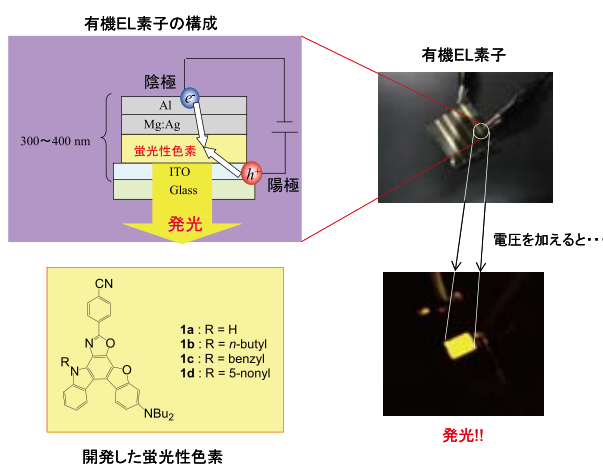 有機EL素子の構成
陰極
e-
Al
Mg:Ag
300～400 nm
蛍光性色素
ITO
h+
Glass
陽極
発光
有機EL素子
電圧を加えると・・・
発光!!
CN
N
O
R
N
O
NBu2
1a : R = H
1b : R = n-butyl
1c : R = benzyl
1d : R = 5-nonyl
開発した蛍光性色素